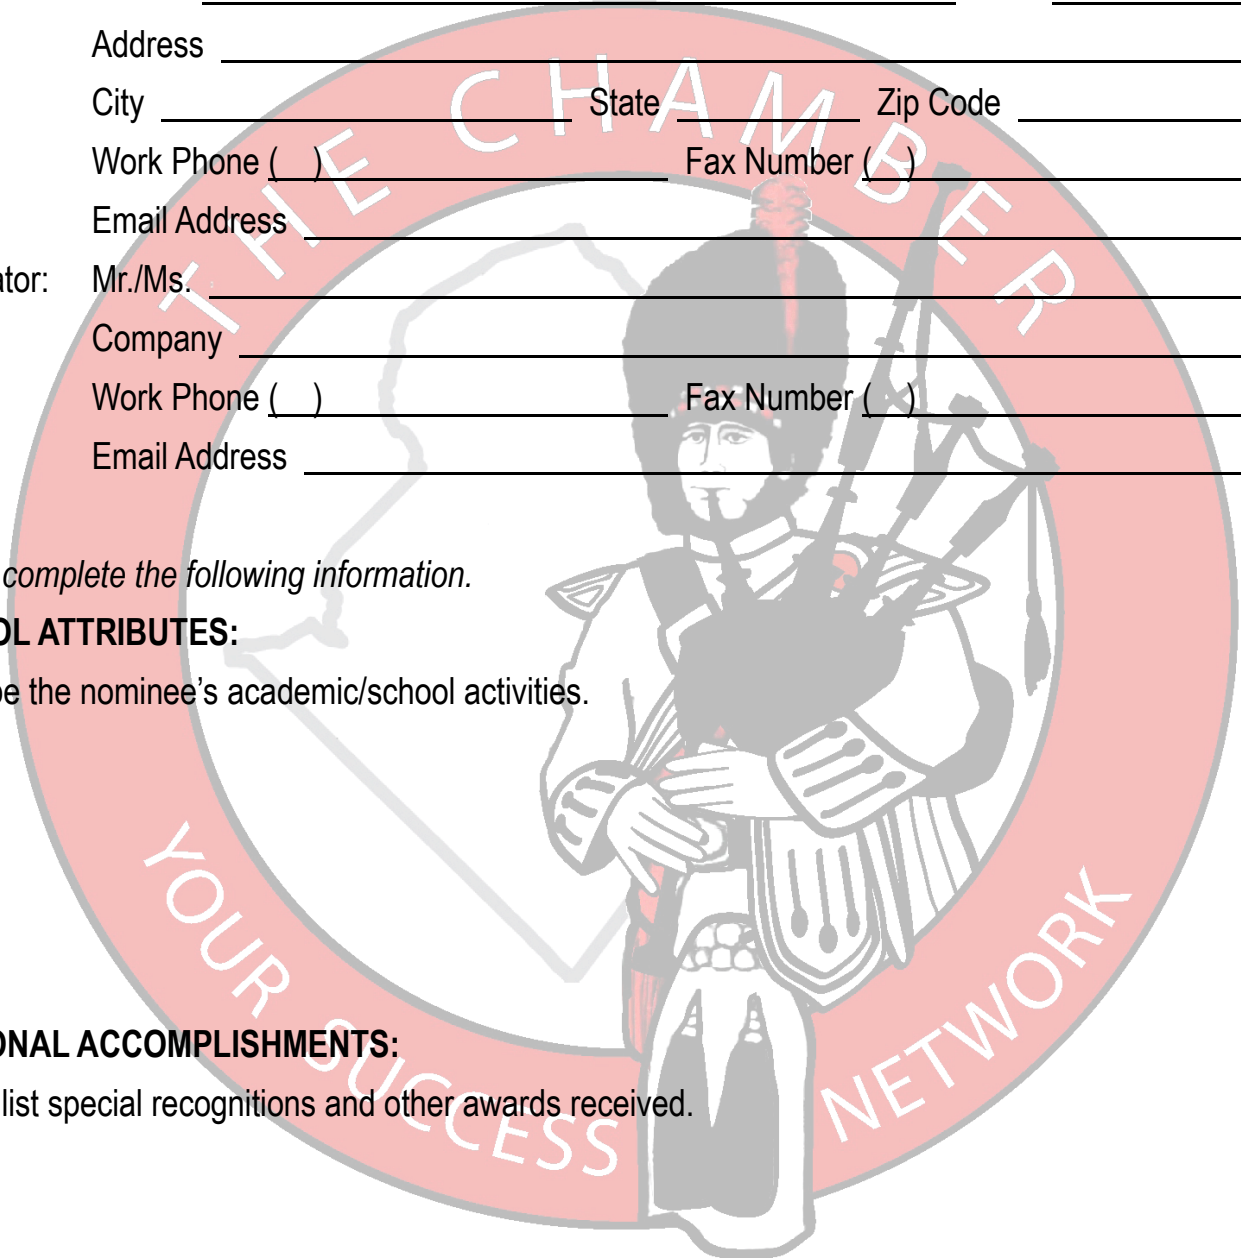 Address
City State Zip Code
Work Phone ( ) Fax Number ( )
Email Address
ator: Mr./Ms.
Company
Work Phone ( ) Fax Number ( )
Email Address
complete the following information.
OL ATTRIBUTES:
be the nominee’s academic/school activities.
ONAL ACCOMPLISHMENTS:
list special recognitions and other awards received.
THE CHAMBER
YOUR SUCCESS NETWORK